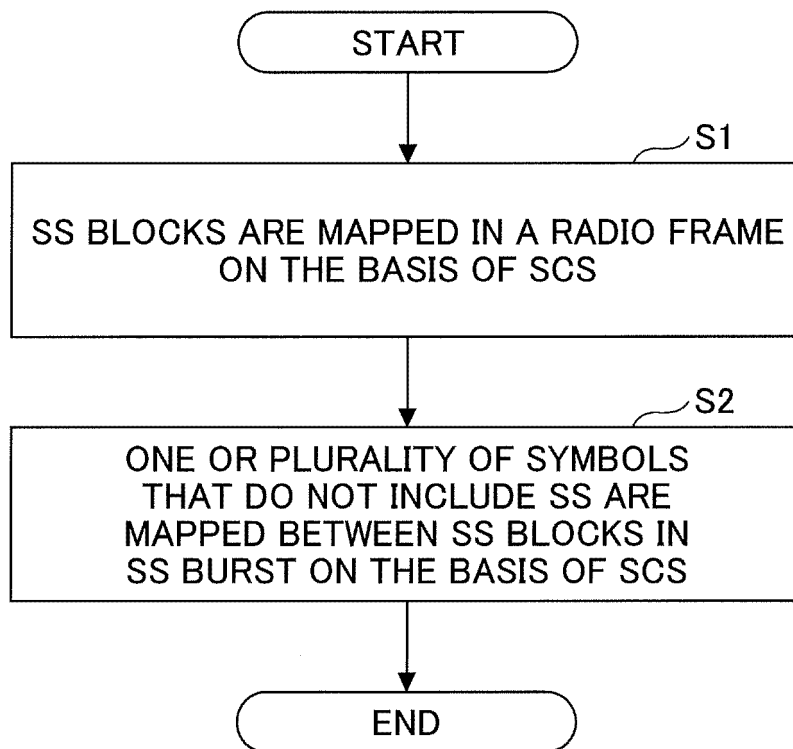 START
S1
SS BLOCKS ARE MAPPED IN A RADIO FRAME
ON THE BASIS OF SCS
S2
ONE OR PLURALITY OF SYMBOLS
THAT DO NOT INCLUDE SS ARE
MAPPED BETWEEN SS BLOCKS IN
SS BURST ON THE BASIS OF SCS
END